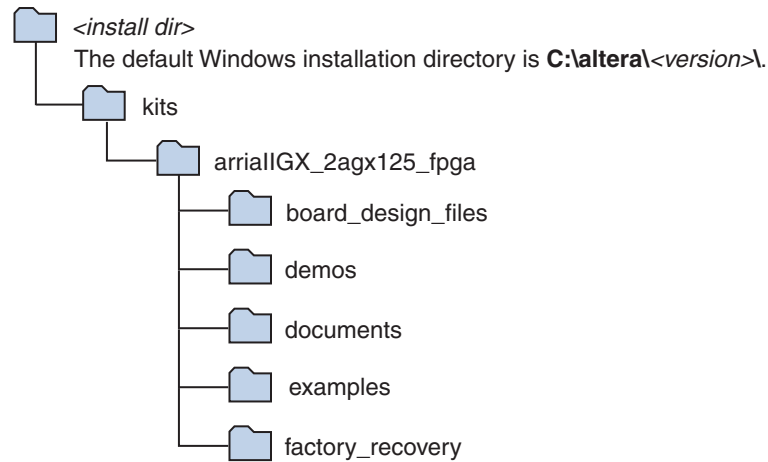 <install dir>
The default Windows installation directory is C:\altera\<version>\.
kits
arriaIIGX_2agx125_fpga
board_design_files
demos
documents
examples
factory_recovery